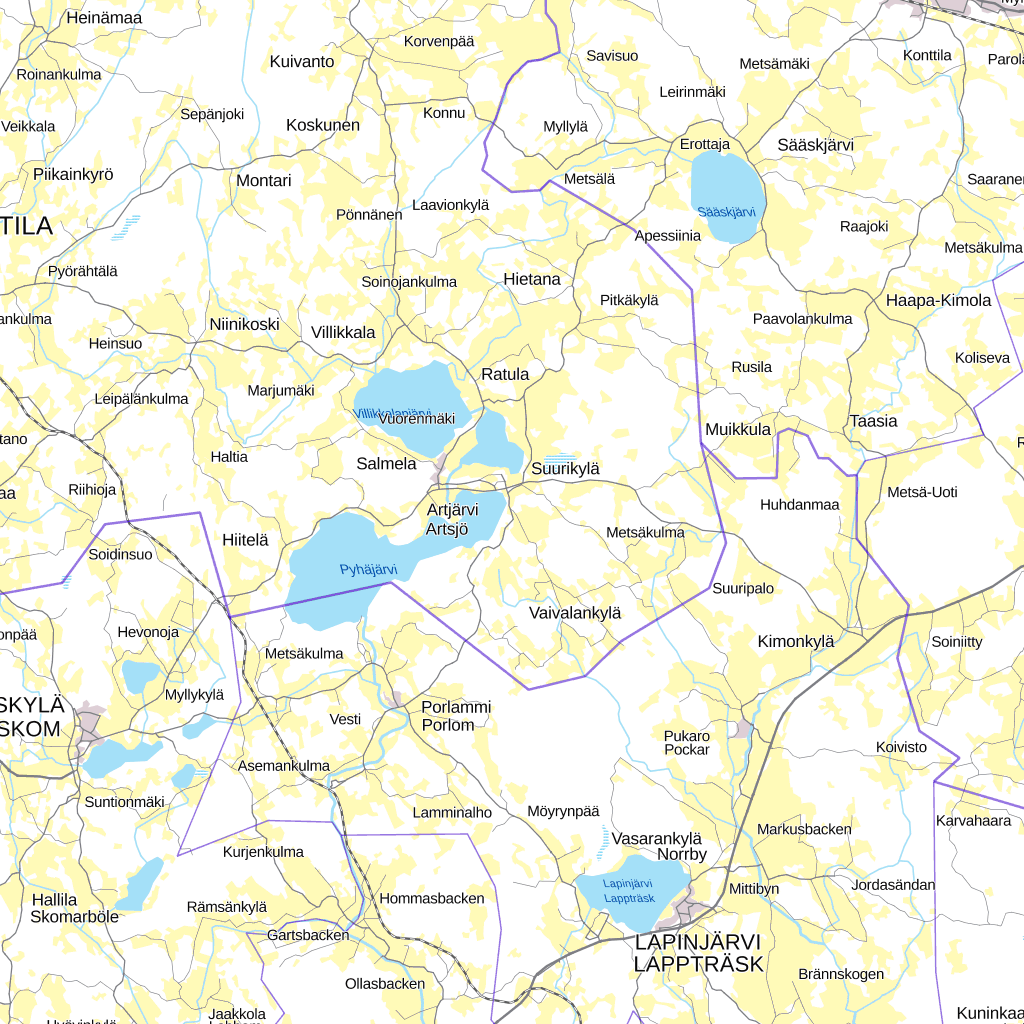 Heinämaa
Korvenpää
Savisuo
Konttila
Kuivanto
Metsämäki
Roinankulma
Leirinmäki
Sepänjoki
Konnu
Koskunen
Myllylä
Veikkala
Erottaja
Sääskjärvi
Piikainkyrö
Montari
Metsälä
Laavionkylä
Pönnänen
Sääskjärvi
TILA
Raajoki
Apessiinia
Metsäkulma
Pyörähtälä
Soinojankulma
Hietana
Pitkäkylä
Haapa-Kimola
ankulma
Niinikoski
Villikkala
Paavolankulma
Heinsuo
Koliseva
Rusila
Ratula
Marjumäki
Leipälänkulma
Villikkalanjärvi
Vuorenmäki
Taasia
Muikkula
tano
Haltia
Salmela
Suurikylä
Riihioja
aa
Metsä-Uoti
Huhdanmaa
Artjärvi
Artsjö
Metsäkulma
Hiitelä
Soidinsuo
Pyhäjärvi
Suuripalo
Vaivalankylä
onpää
Hevonoja
Kimonkylä
Soiniitty
Metsäkulma
Myllykylä
SKYLÄ
SKOM
Porlammi
Porlom
Vesti
Pukaro
Pockar
Koivisto
Asemankulma
Suntionmäki
Lamminalho
Möyrynpää
Karvahaara
Markusbacken
Vasarankylä
Norrby
Kurjenkulma
Lapinjärvi
Lappträsk
Mittibyn
Jordasändan
Hallila
Skomarböle
Rämsänkylä
Hommasbacken
Gartsbacken
LAPINJÄRVI
LAPPTRÄSK
Brännskogen
Ollasbacken
Jaakkola
Kuninkaa